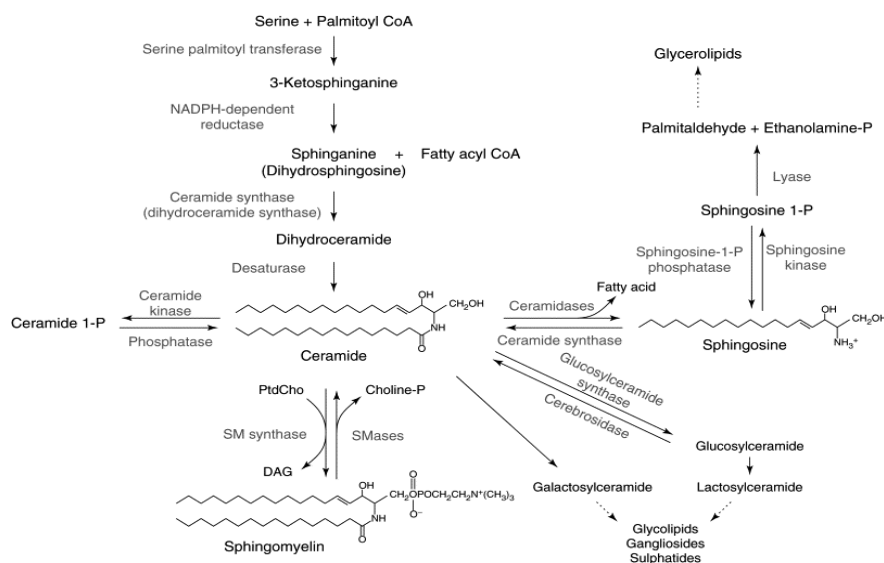 Serine + Palmitoyl CoA
Serine palmitoyl transferase
3-Ketosphinganine
NADPH-dependent
reductase
Sphinganine + Fatty acyl CoA
(Dihydrosphingosine)
Ceramide synthase
(dihydroceramide synthase)
Dihydroceramide
Desaturase
Glycerolipids
Palmitaldehyde + Ethanolamine-P
Lyase
Sphingosine 1-P
Sphingosine-1-P
phosphatase
Sphingosine
kinase
Ceramide 1-P
Ceramide
kinase
Phosphatase
OH
CH₂OH
NH
O
Ceramide
Fatty acid
Ceramidases
Ceramide synthase
OH
CH₂OH
NH₃⁺
Sphingosine
Glucosylceramide
synthase
Cerebrosidase
PtdCho
Choline-P
SM synthase
SMases
DAG
OH
O
CH₂OPOCH₂CH₂N⁺(CH₃)₃
O⁻
NH
O
Sphingomyelin
Glucosylceramide
Galactosylceramide
Lactosylceramide
Glycolipids
Gangliosides
Sulphatides